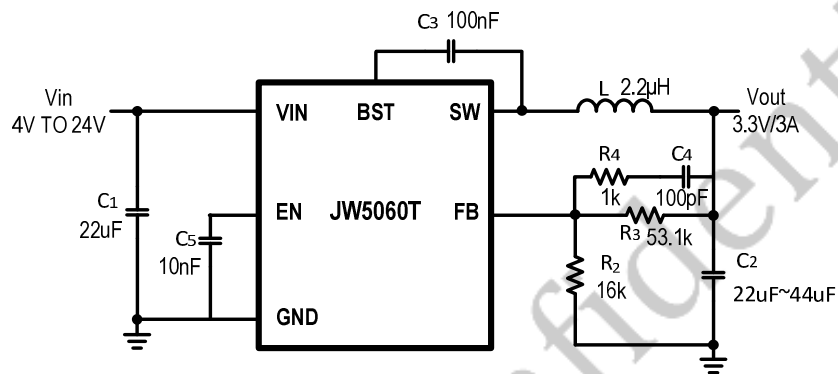 C3 100nF
Vin
4V TO 24V
VIN
BST
SW
L 2.2µH
Vout
3.3V/3A
R4
1k
C4
100pF
C1
22uF
EN
JW5060T
FB
C5
10nF
R3 53.1k
R2
16k
C2
22uF~44uF
GND